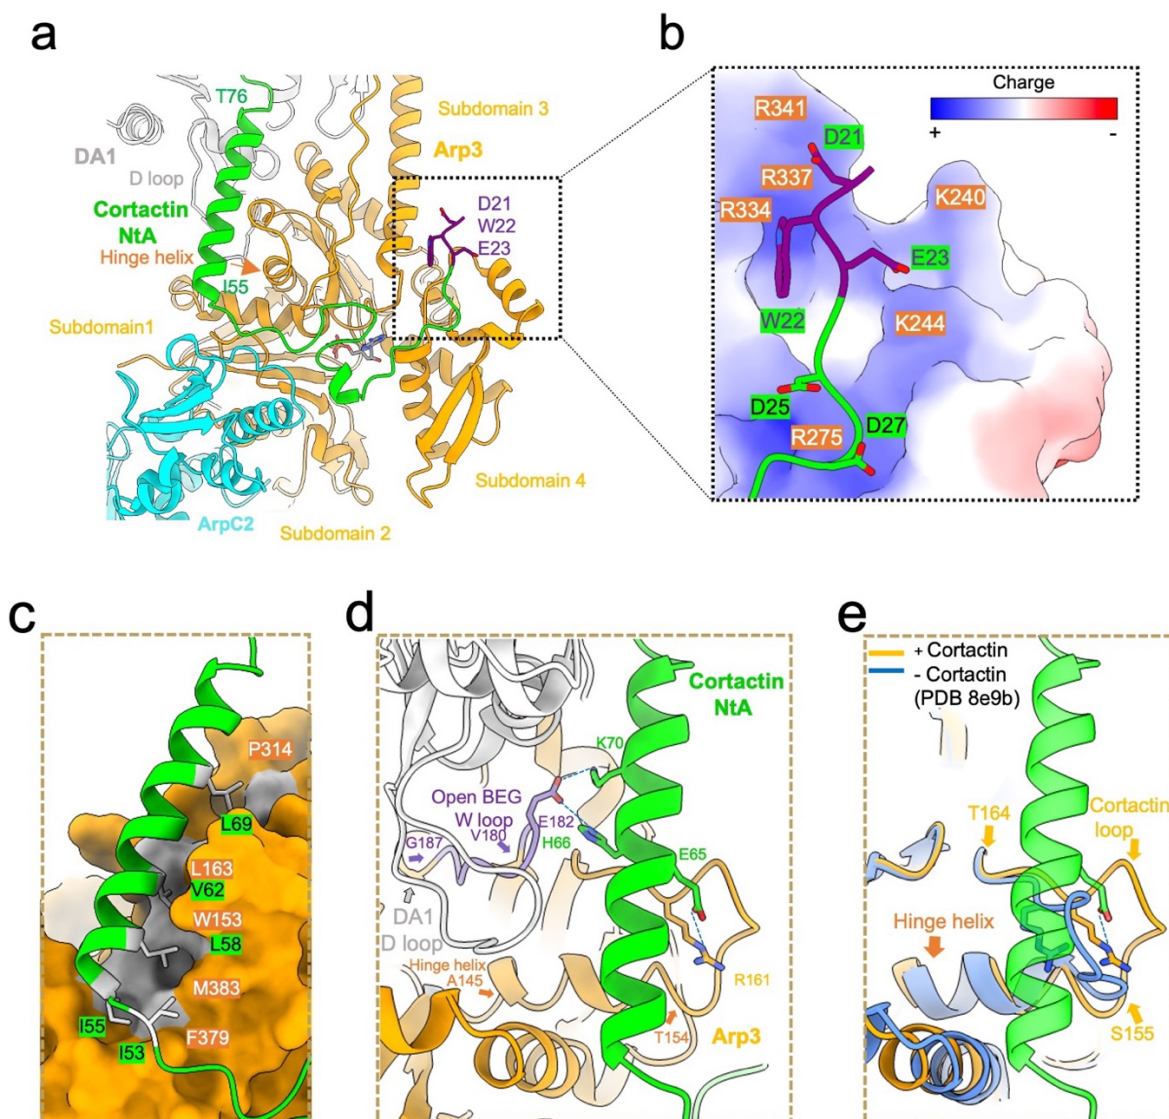 a
T76
Subdomain 3
DA1
Arp3
D loop
Cortactin
NtA
D21
W22
E23
Hinge helix
I55
Subdomain1
ArpC2
Subdomain 4
Subdomain 2
b
Charge
+
-
R341
D21
R337
K240
R334
E23
W22
K244
D25
D27
R275
c
P314
L69
L163
V62
W153
L58
M383
I55
I53
F379
d
Cortactin
NtA
K70
Open BEG
W loop
V180
E182
G187
H66
E65
DA1
D loop
Hinge helix
A145
R161
T154
Arp3
e
+ Cortactin
- Cortactin
(PDB 8e9b)
T164
Cortactin
loop
Hinge helix
S155